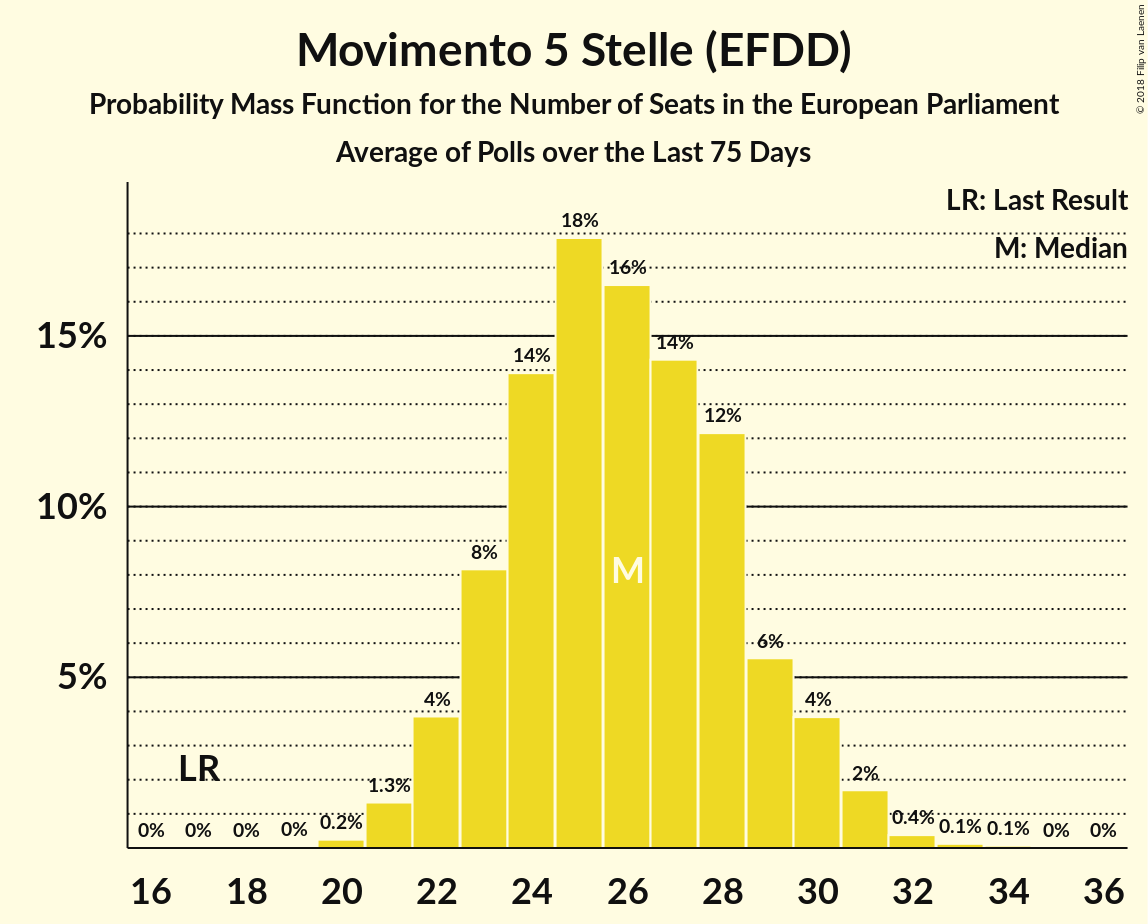 Movimento 5 Stelle (EFDD)
Probability Mass Function for the Number of Seats in the European Parliament
Average of Polls over the Last 75 Days
© 2018 Filip van Laenen
LR: Last Result
M: Median
15%
10%
5%
0% 0% 0% 0% 0.2% 1.3% 4% 8% 14% 18% 16% 14% 12% 6% 4% 2% 0.4% 0.1% 0.1% 0% 0%
LR
M
16 18 20 22 24 26 28 30 32 34 36